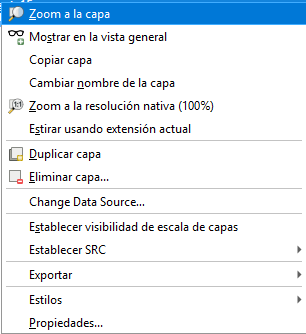 Zoom a la capa
Mostrar en la vista general
Copiar capa
Cambiar nombre de la capa
Zoom a la resolución nativa (100%)
Estirar usando extensión actual
Duplicar capa
Eliminar capa...
Change Data Source...
Establecer visibilidad de escala de capas
Establecer SRC
Exportar
Estilos
Propiedades...